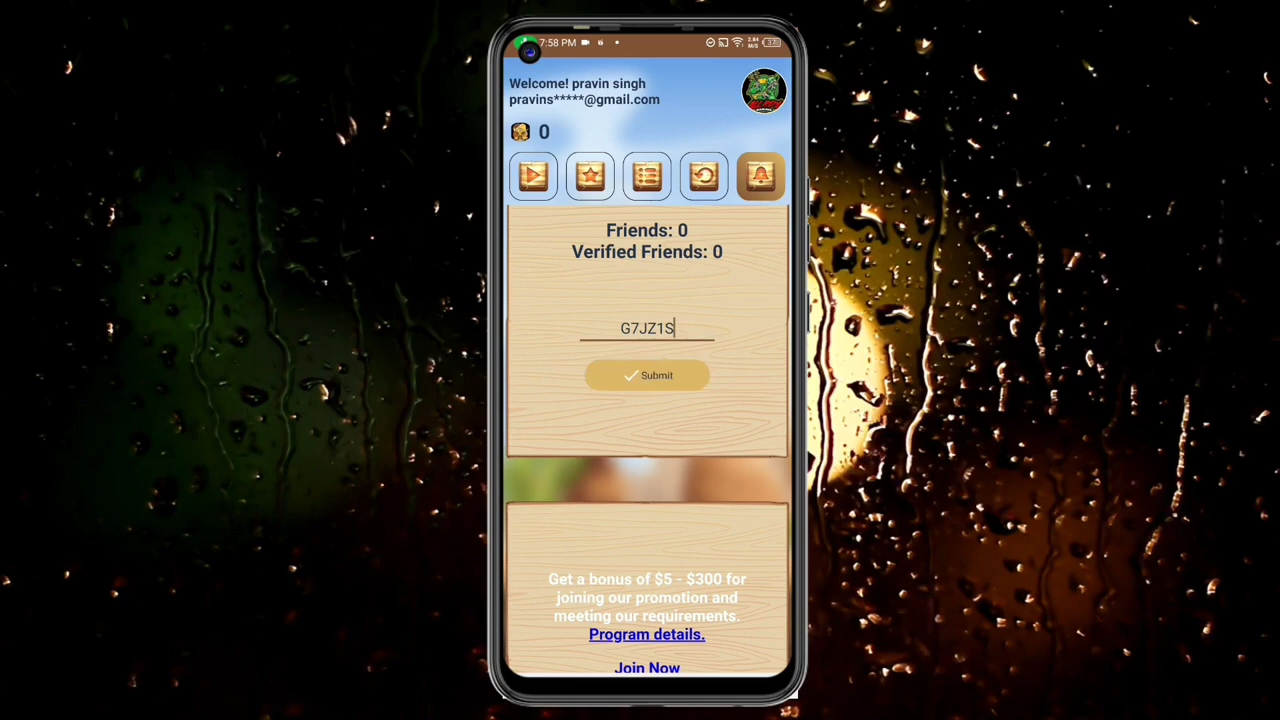 7:58 PM
Welcome! pravin singh
pravins*****@gmail.com
0
Friends: 0
Verified Friends: 0
G7JZ1S
Submit
Get a bonus of $5 - $300 for
joining our promotion and
meeting our requirements.
Program details.
Join Now